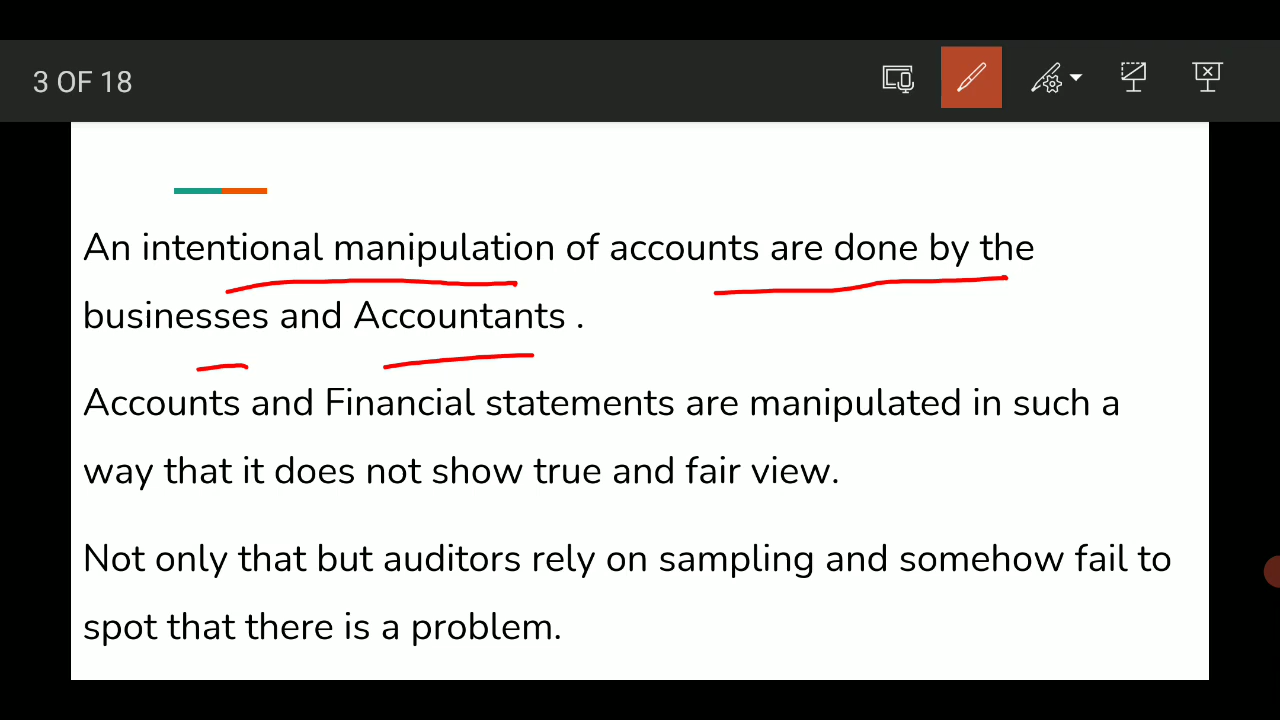 3 OF 18
An intentional manipulation of accounts are done by the
businesses and Accountants .
Accounts and Financial statements are manipulated in such a
way that it does not show true and fair view.
Not only that but auditors rely on sampling and somehow fail to
spot that there is a problem.